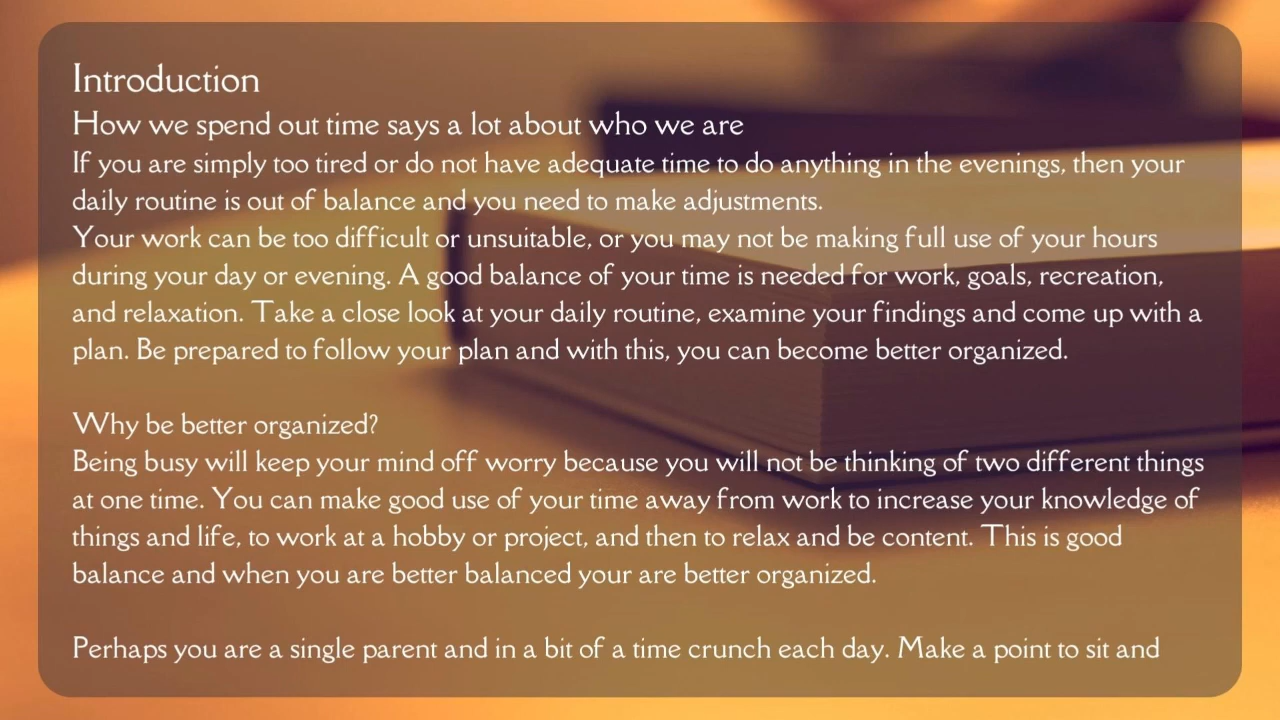 Introduction
How we spend out time says a lot about who we are
If you are simply too tired or do not have adequate time to do anything in the evenings, then your
daily routine is out of balance and you need to make adjustments.
Your work can be too difficult or unsuitable, or you may not be making full use of your hours
during your day or evening. A good balance of your time is needed for work, goals, recreation,
and relaxation. Take a close look at your daily routine, examine your findings and come up with a
plan. Be prepared to follow your plan and with this, you can become better organized.
Why be better organized?
Being busy will keep your mind off worry because you will not be thinking of two different things
at one time. You can make good use of your time away from work to increase your knowledge of
things and life, to work at a hobby or project, and then to relax and be content. This is good
balance and when you are better balanced your are better organized.
Perhaps you are a single parent and in a bit of a time crunch each day. Make a point to sit and